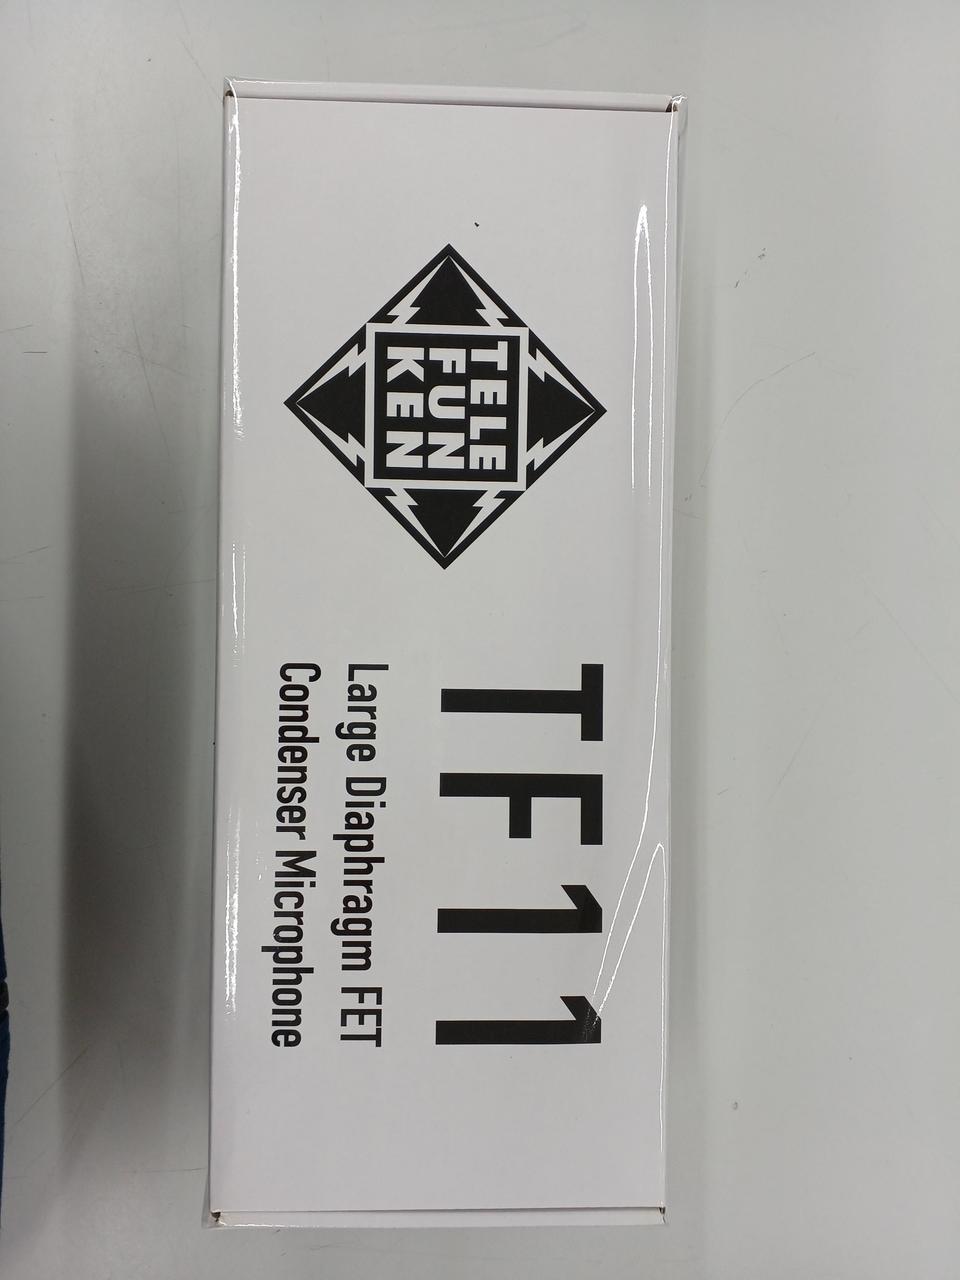 TELE
FUN
KEN
TF11
Large Diaphragm FET
Condenser Microphone